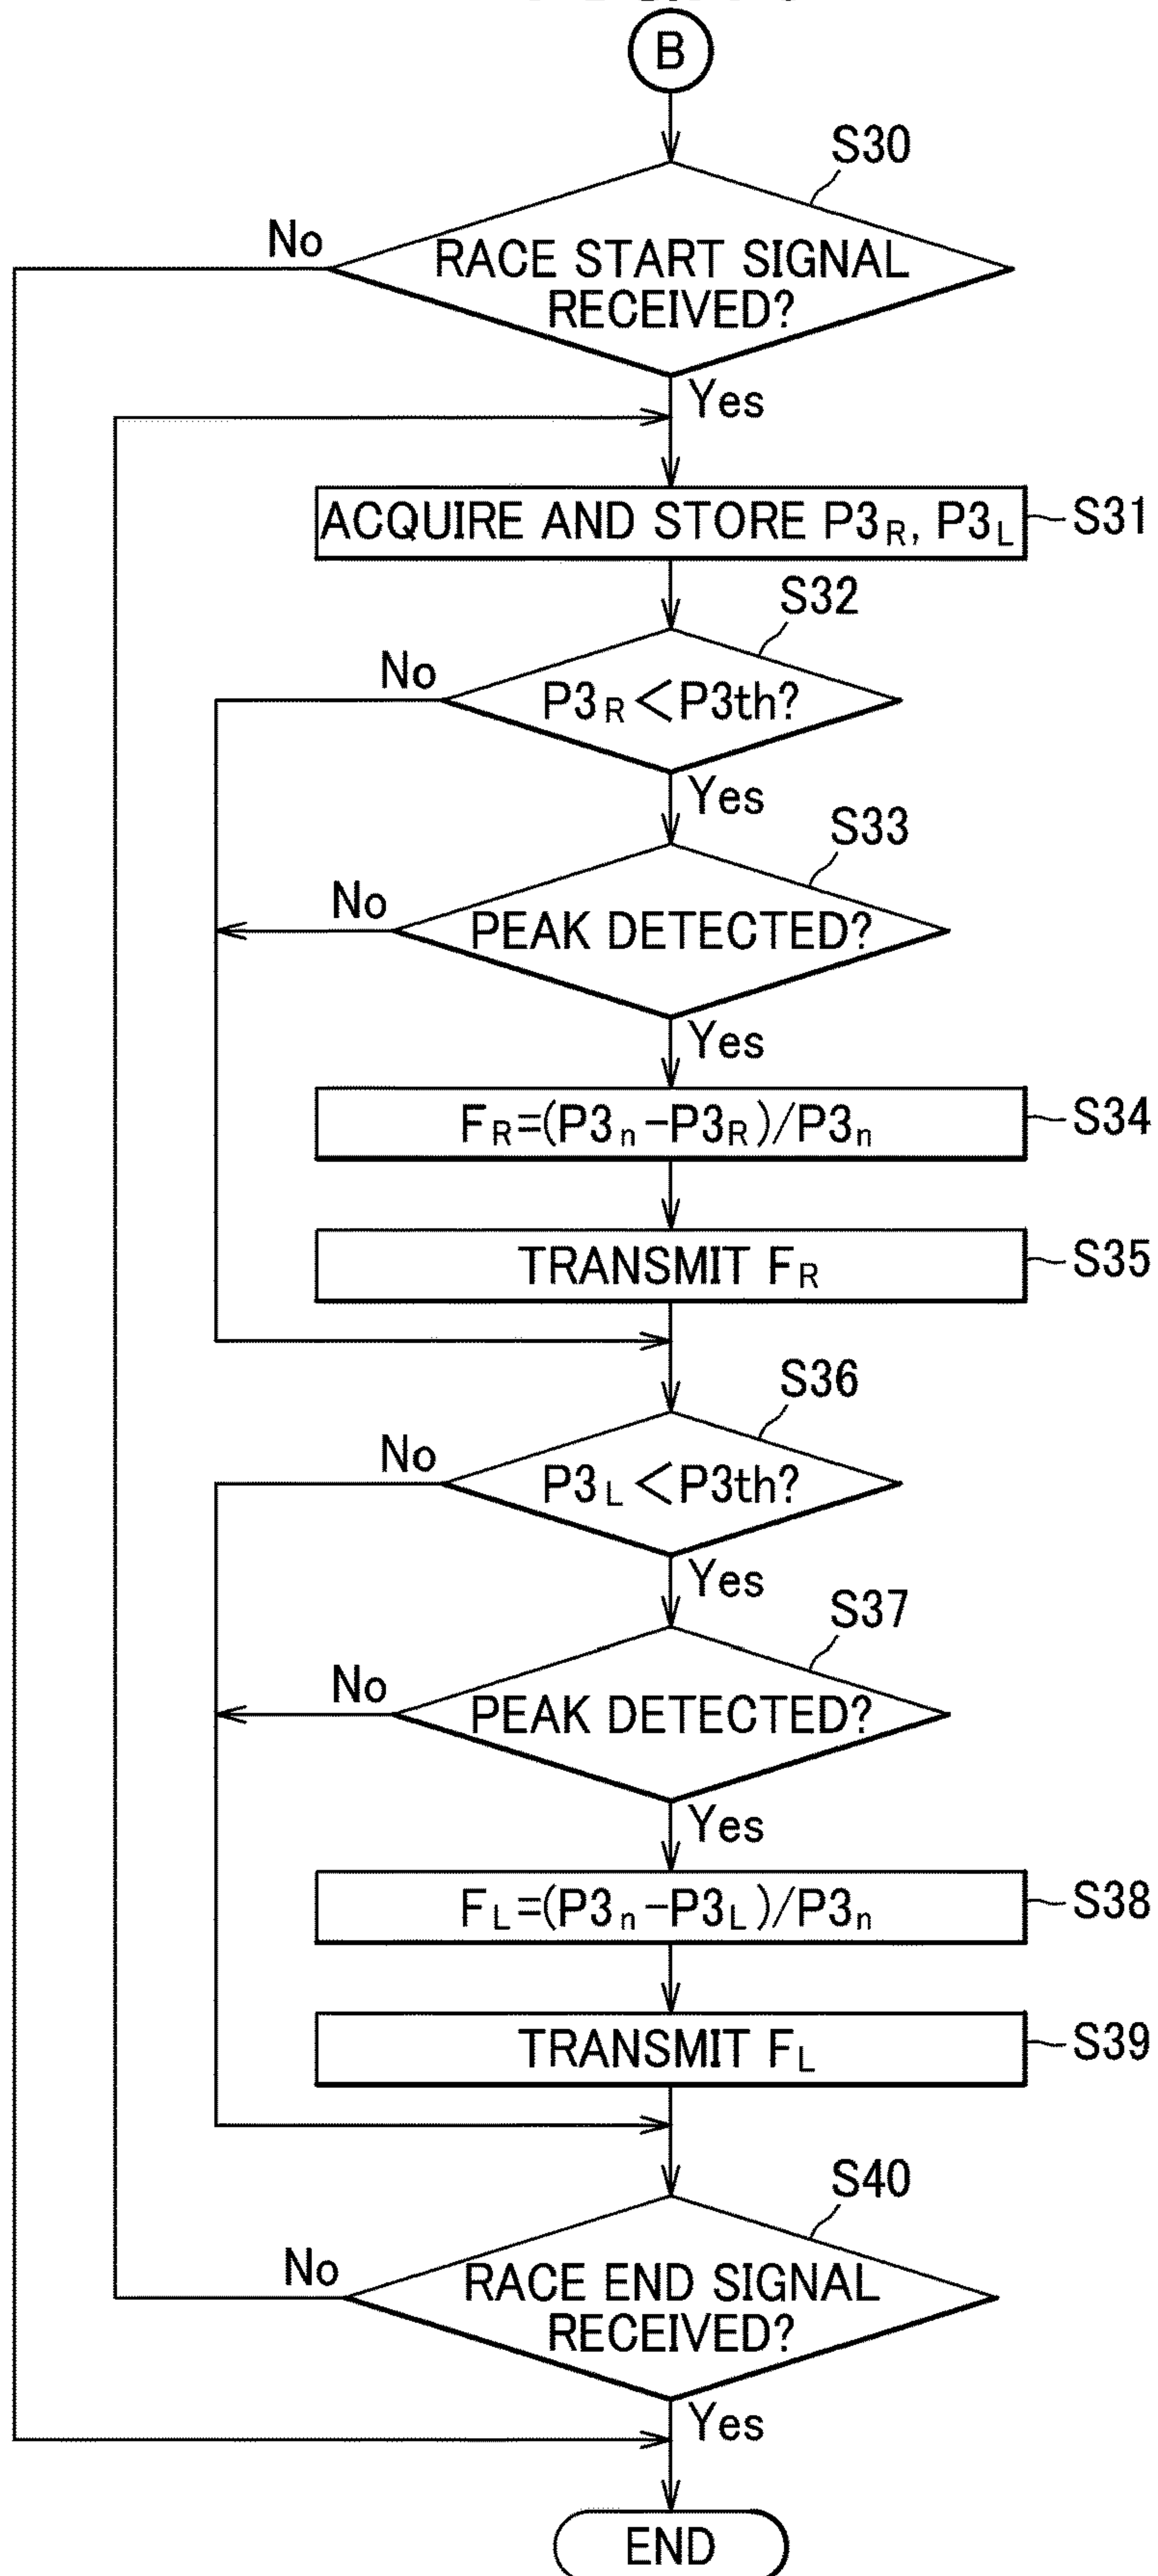 B
S30
No
RACE START SIGNAL
RECEIVED?
Yes
ACQUIRE AND STORE P3R, P3L
S31
S32
No
P3R<P3th?
Yes
S33
No
PEAK DETECTED?
Yes
FR=(P3n-P3R)/P3n
S34
TRANSMIT FR
S35
S36
No
P3L<P3th?
Yes
S37
No
PEAK DETECTED?
Yes
FL=(P3n-P3L)/P3n
S38
TRANSMIT FL
S39
S40
No
RACE END SIGNAL
RECEIVED?
Yes
END